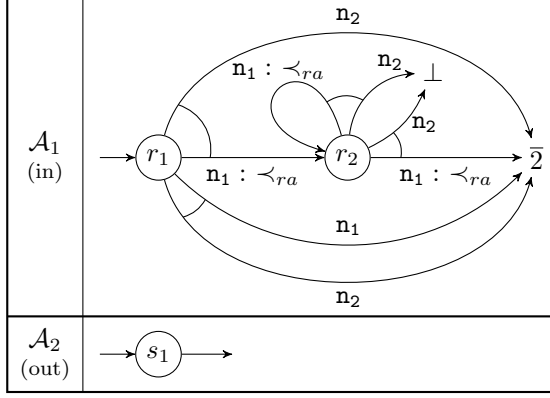 n₂
n₁ : ≺ᵣₐ
n₂
⊥
n₂
𝒜₁
(in)
r₁
r₂
2̄
n₁ : ≺ᵣₐ
n₁ : ≺ᵣₐ
n₁
n₂
𝒜₂
(out)
s₁